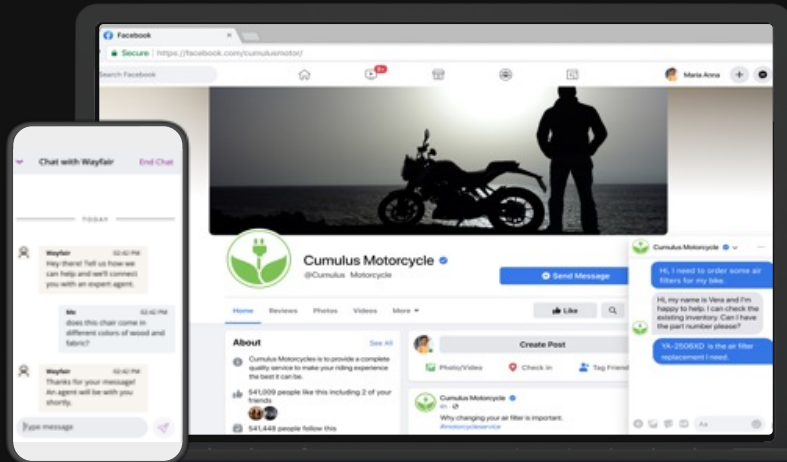 Facebook
Secure https://facebook.com/cumulusmotor/
Search Facebook
9+
Maria Anna
Cumulus Motorcycle
@Cumulus Motorcycle
Send Message
Home Reviews Photos Videos More
Like
About
See All
Cumulus Motorcycles is to provide a complete
quality service to make your riding experience
the best it can be.
541,009 people like this including 2 of your
friends
541,448 people follow this
Create Post
Photo/Video Check in Tag Friend
Cumulus Motorcycle
Why changing your air filter is important.
#motorcycleservice
Cumulus Motorcycle
Hi, I need to order some air
filters for my bike.
Hi, my name is Vera and I'm
happy to help. I can check the
existing inventory. Can I have
the part number please?
YA-2506XD is the air filter
replacement I need.
Aa
Chat with Wayfair End Chat
TODAY
Wayfair 02:42 PM
Hey there! Tell us how we
can help and we'll connect
you with an expert agent.
02:42 PM
does this chair come in
different colors of wood and
fabric?
Wayfair 02:42 PM
Thanks for your message!
An agent will be with you
shortly.
Type message